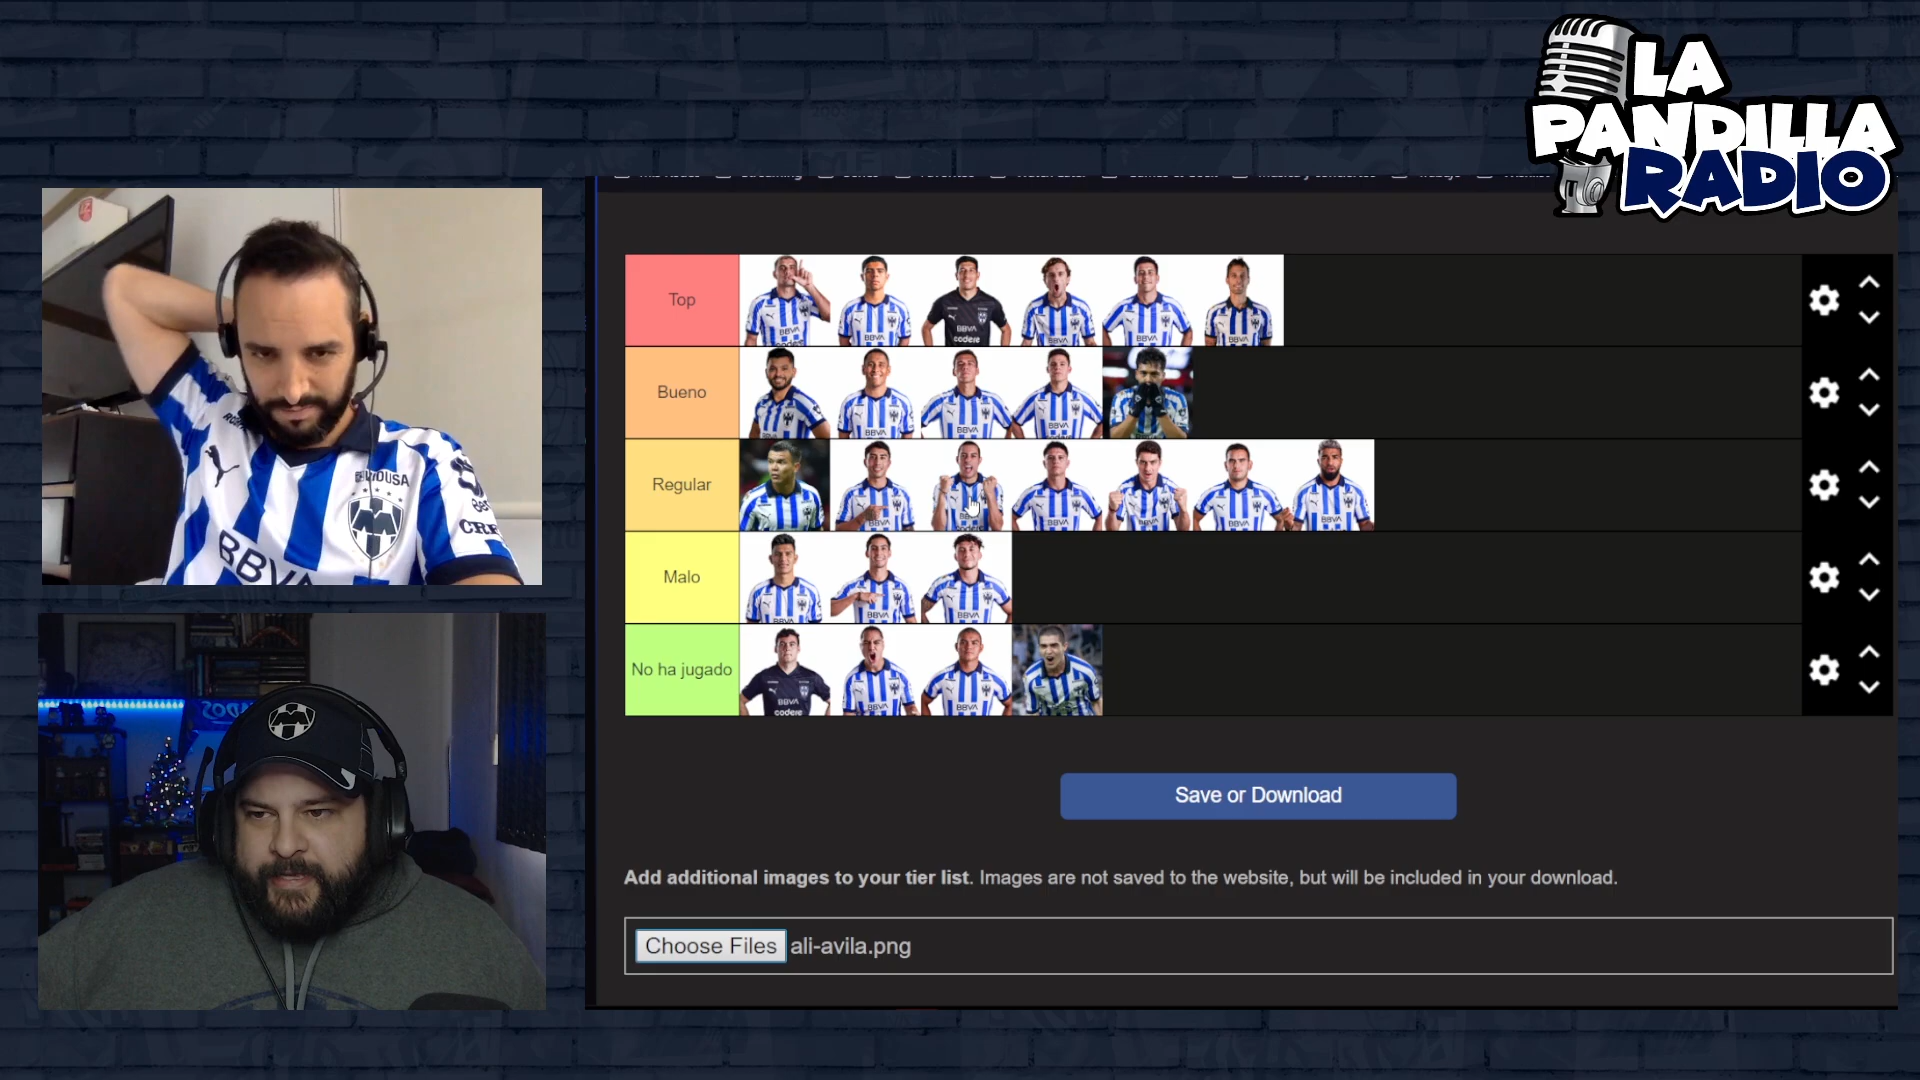 LA
PANDILLA
RADIO
Top
Bueno
Regular
Malo
No ha jugado
BBVA
codere
Save or Download
Add additional images to your tier list. Images are not saved to the website, but will be included in your download.
Choose Files ali-avila.png